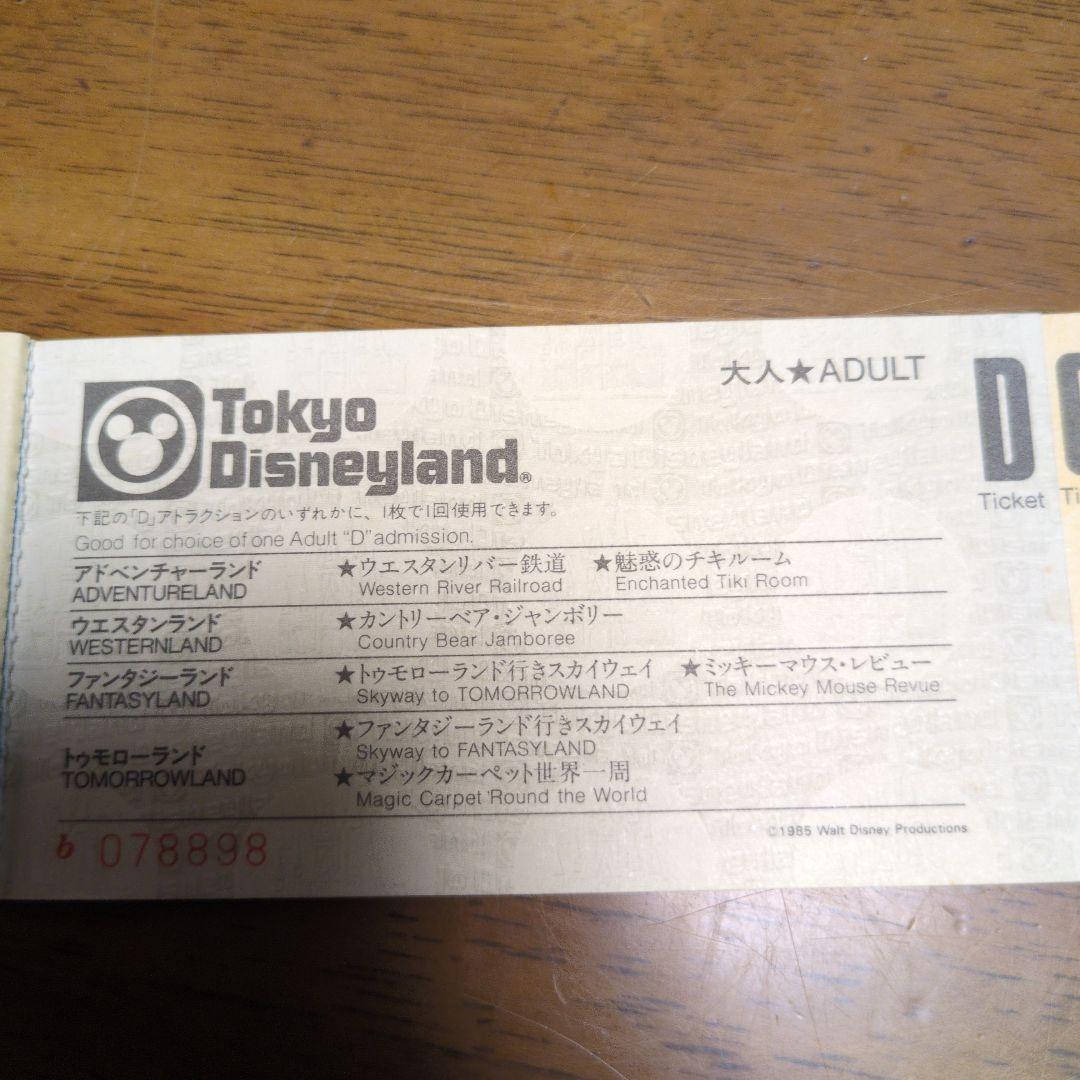 大人★ADULT
Tokyo
Disneyland®
D
Ticket
下記の「D」アトラクションのいずれかに、1枚で1回使用できます。
Good for choice of one Adult "D" admission.
アドベンチャーランド
ADVENTURELAND
★ウエスタンリバー鉄道 ★魅惑のチキルーム
Western River Railroad Enchanted Tiki Room
ウエスタンランド
WESTERNLAND
★カントリーベア・ジャンボリー
Country Bear Jamboree
ファンタジーランド
FANTASYLAND
★トゥモローランド行きスカイウェイ ★ミッキーマウス・レビュー
Skyway to TOMORROWLAND The Mickey Mouse Revue
トゥモローランド
TOMORROWLAND
★ファンタジーランド行きスカイウェイ
Skyway to FANTASYLAND
★マジックカーペット世界一周
Magic Carpet 'Round the World
©1985 Walt Disney Productions
b 078898